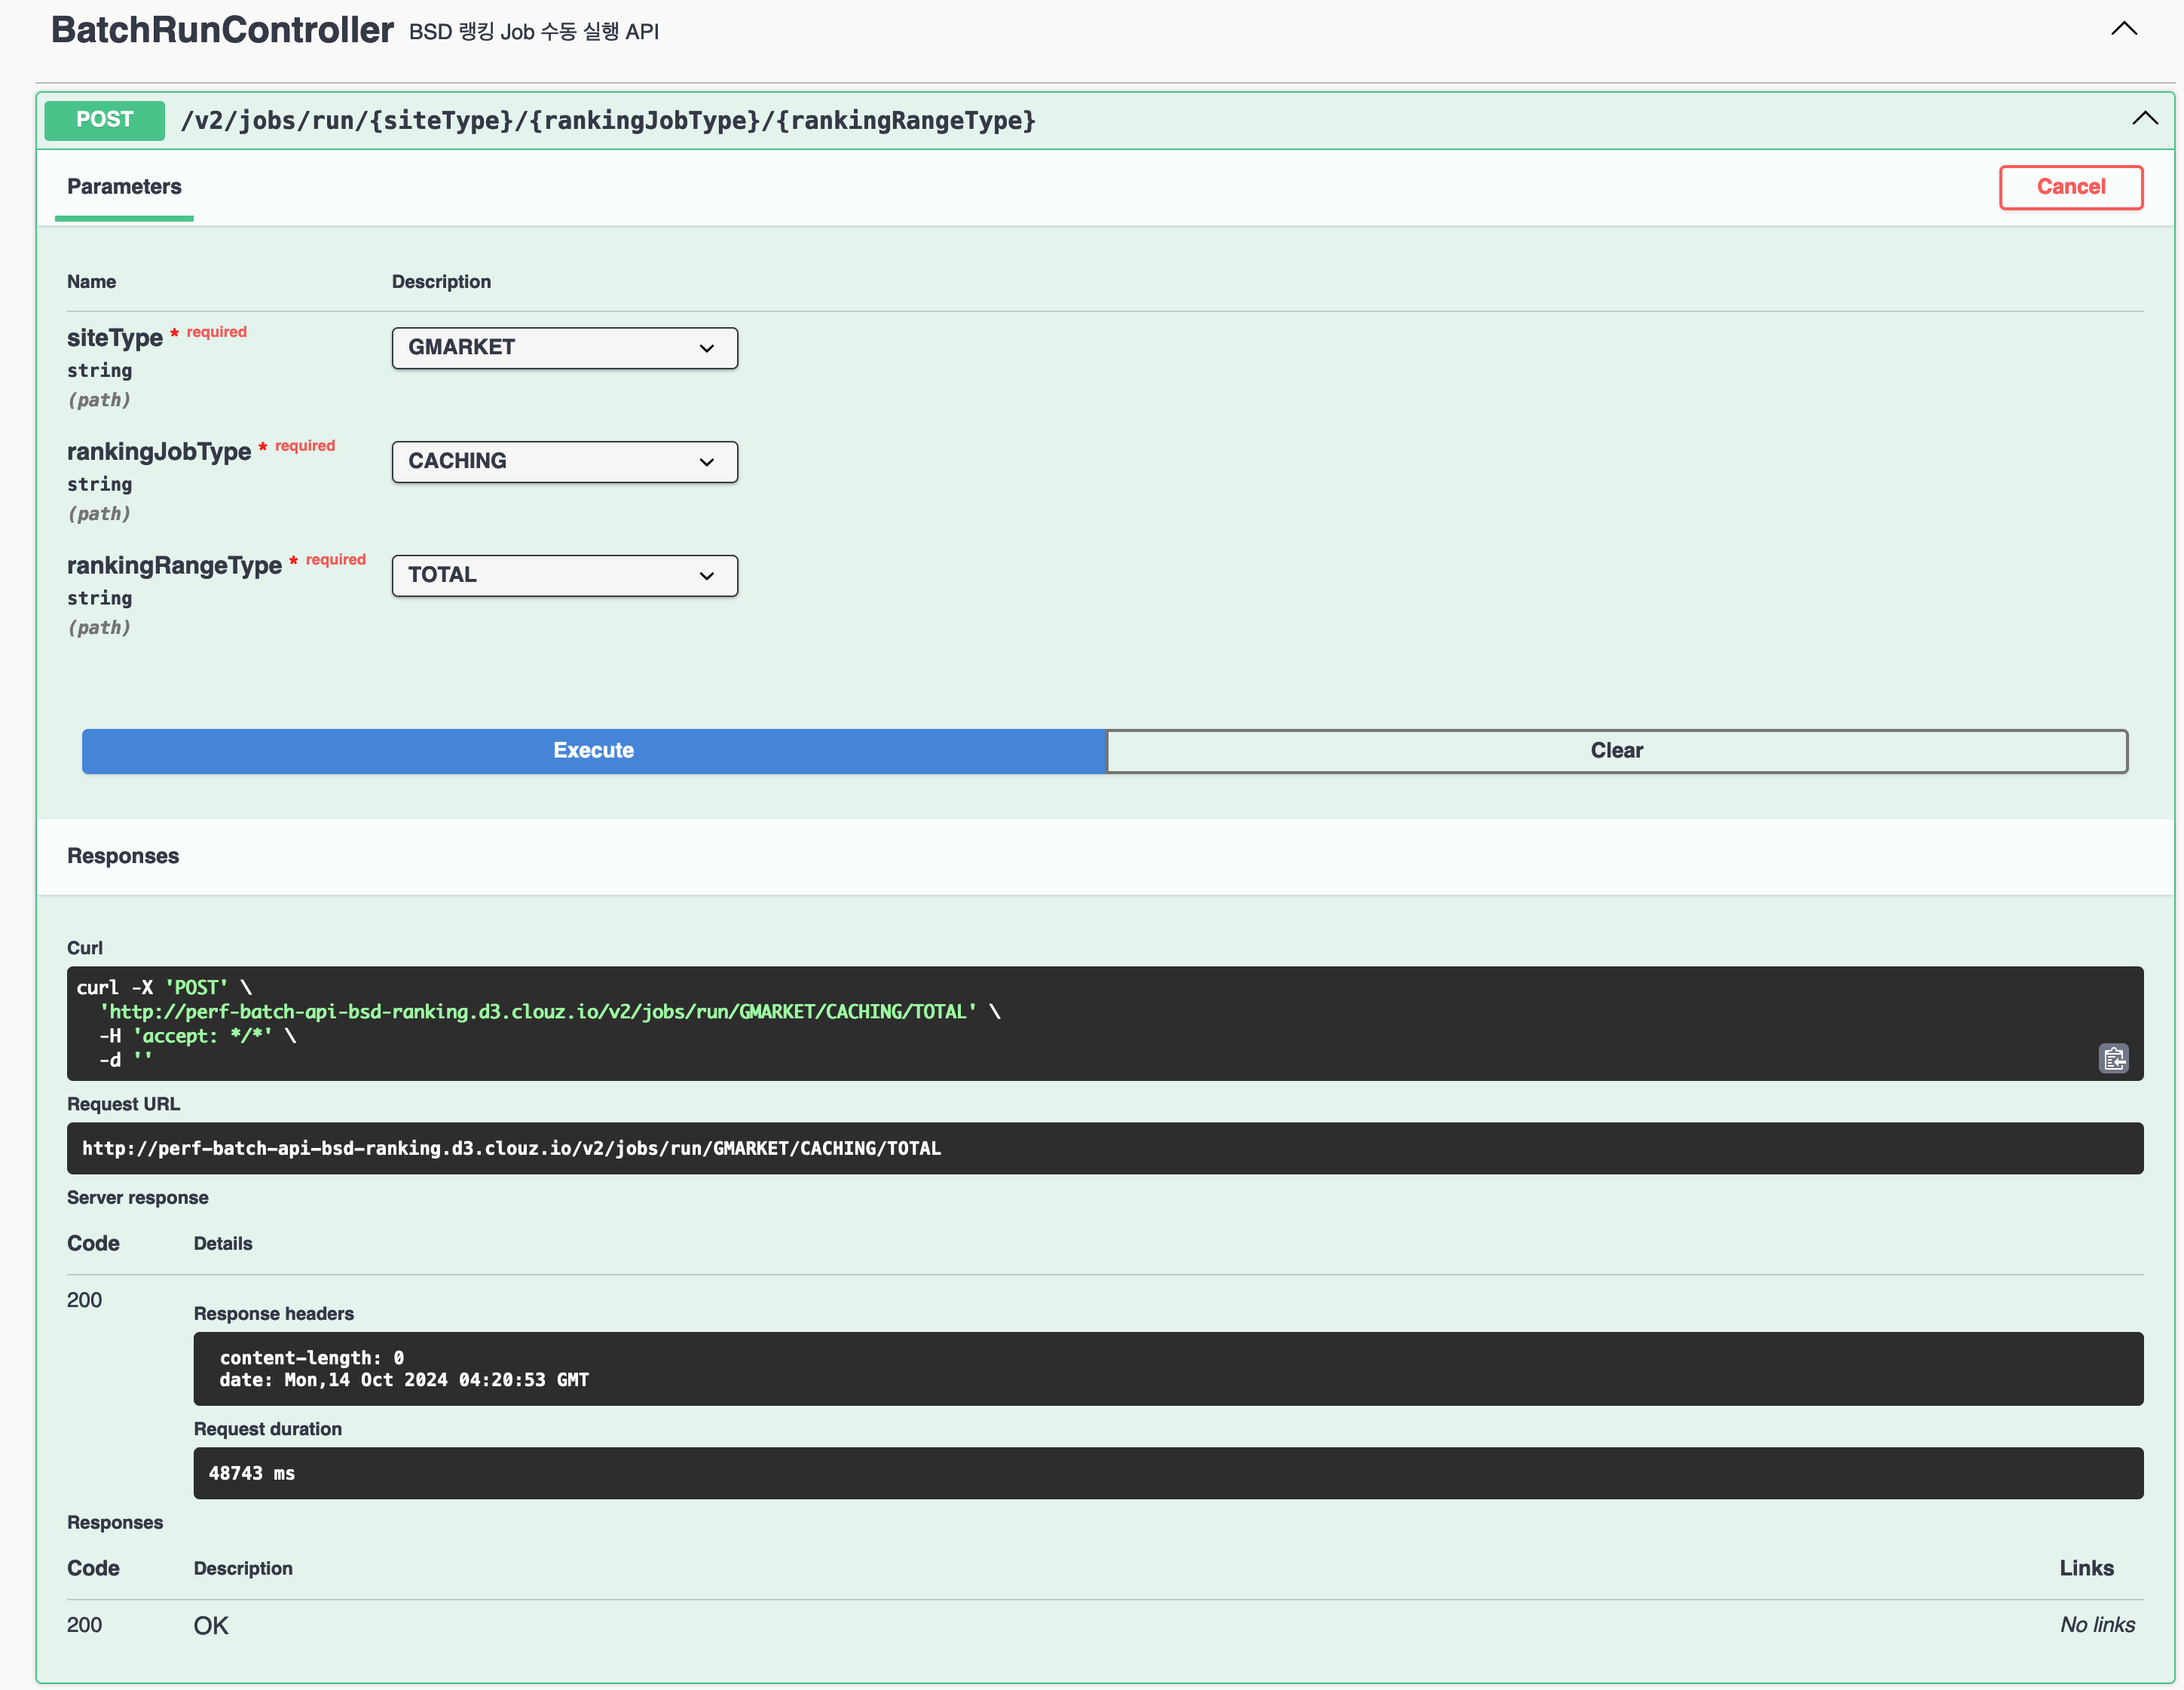 BatchRunController BSD 랭킹 Job 수동 실행 API
POST /v2/jobs/run/{siteType}/{rankingJobType}/{rankingRangeType}
Parameters
Cancel
Name Description
siteType * required
string
(path)
GMARKET
rankingJobType * required
string
(path)
CACHING
rankingRangeType * required
string
(path)
TOTAL
Execute Clear
Responses
Curl
curl -X 'POST' \
'http://perf-batch-api-bsd-ranking.d3.clouz.io/v2/jobs/run/GMARKET/CACHING/TOTAL' \
-H 'accept: */*' \
-d ''
Request URL
http://perf-batch-api-bsd-ranking.d3.clouz.io/v2/jobs/run/GMARKET/CACHING/TOTAL
Server response
Code Details
200
Response headers
content-length: 0
date: Mon,14 Oct 2024 04:20:53 GMT
Request duration
48743 ms
Responses
Code Description Links
200 OK No links